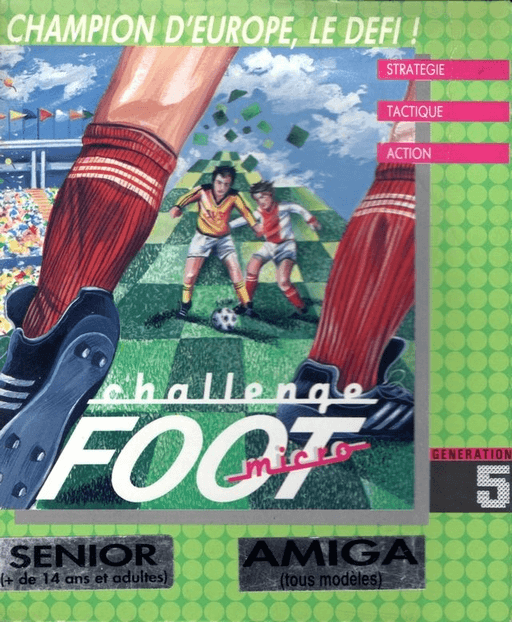 CHAMPION D'EUROPE, LE DEFI !
STRATEGIE
TACTIQUE
ACTION
challenge
FOOT
micro
GENERATION
5
SENIOR
(+ de 14 ans et adultes)
AMIGA
(tous modèles)